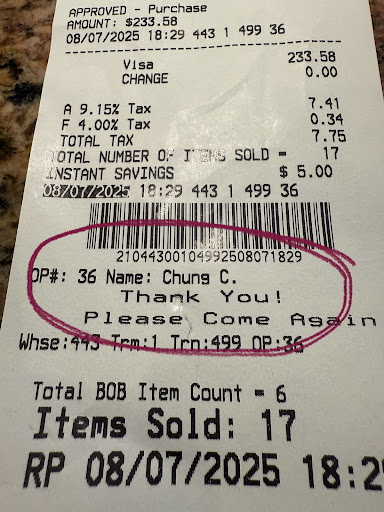 APPROVED - Purchase
AMOUNT: $233.58
08/07/2025 18:29 443 1 499 36
Visa 233.58
CHANGE 0.00
A 9.15% Tax 7.41
F 4.00% Tax 0.34
TOTAL TAX 7.75
TOTAL NUMBER OF ITEMS SOLD = 17
INSTANT SAVINGS $ 5.00
08/07/2025 18:29 443 1 499 36
21044300104992508071829
OP#: 36 Name: Chung C.
Thank You!
Please Come Again
Whse:443 Trm:1 Trn:499 OP:36
Total BOB Item Count = 6
Items Sold: 17
RP 08/07/2025 18:29